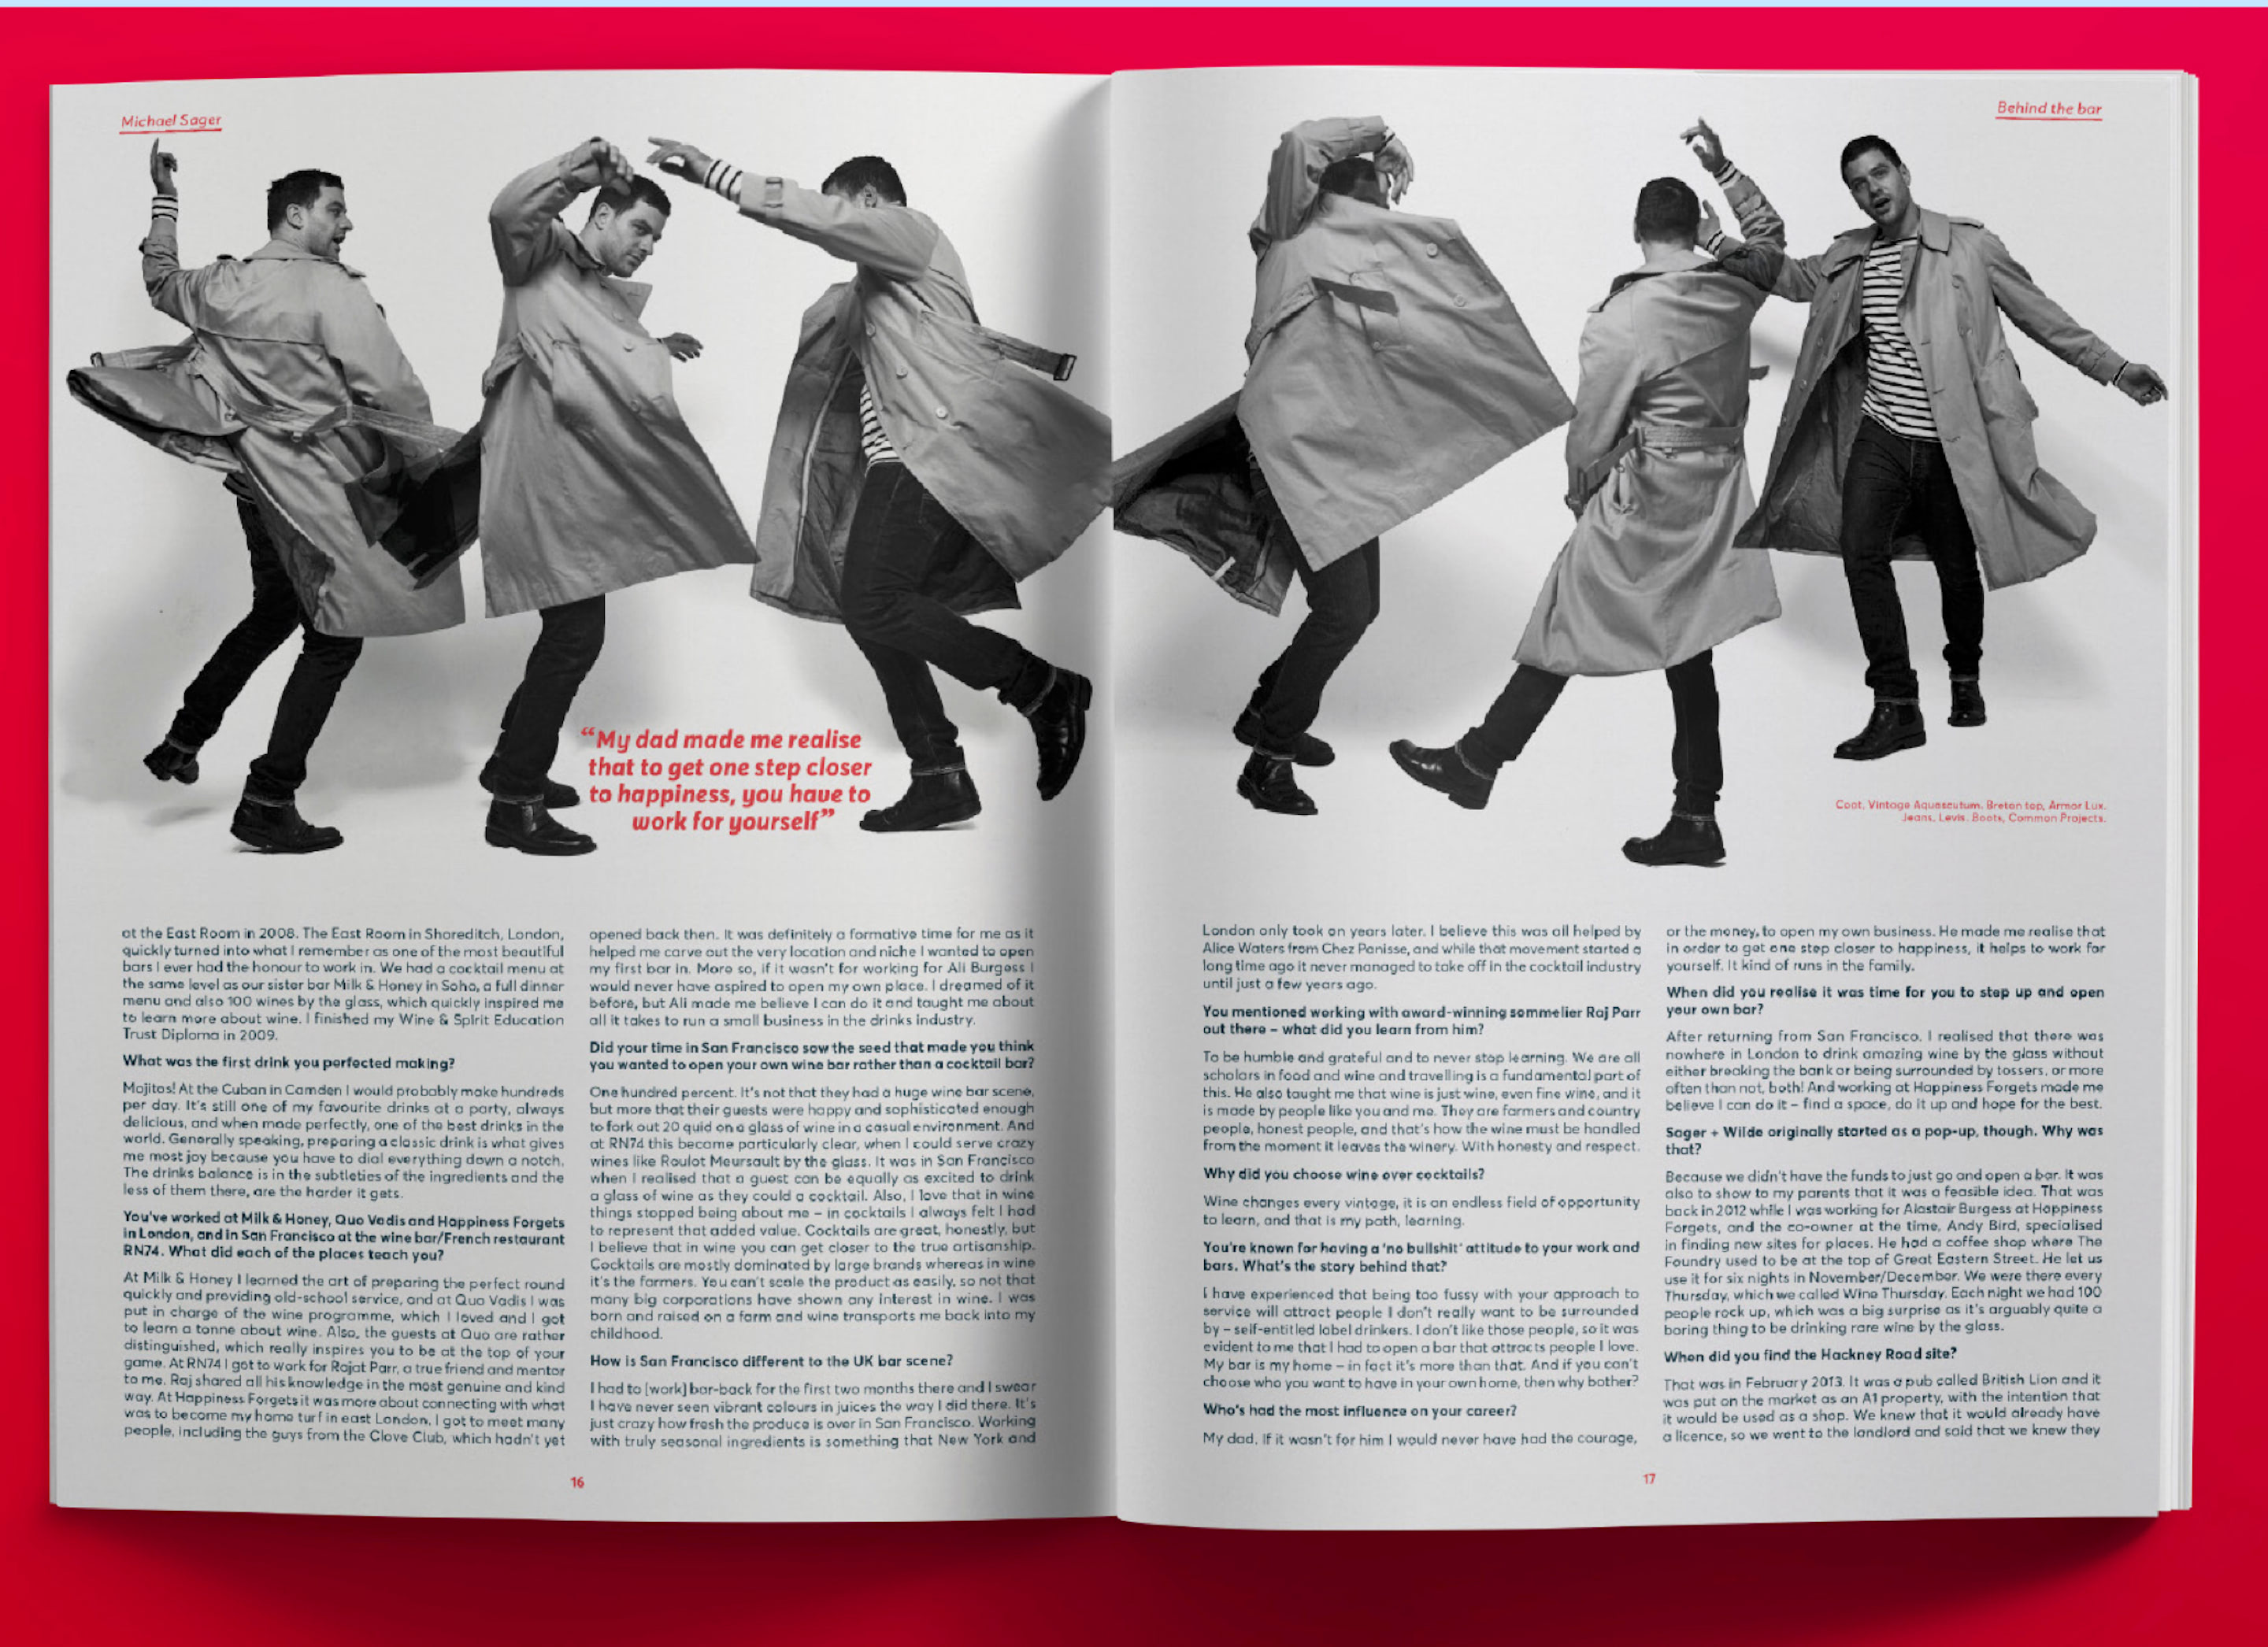 Michael Sager
Behind the bar
“My dad made me realise
that to get one step closer
to happiness, you have to
work for yourself”
Coat, Vintage Aquascutum. Breton top, Armor Lux.
Jeans, Levis. Boots, Common Projects.
at the East Room in 2008. The East Room in Shoreditch, London,
quickly turned into what I remember as one of the most beautiful
bars I ever had the honour to work in. We had a cocktail menu at
the same level as our sister bar Milk & Honey in Soho, a full dinner
menu and also 100 wines by the glass, which quickly inspired me
to learn more about wine. I finished my Wine & Spirit Education
Trust Diploma in 2009.
What was the first drink you perfected making?
Mojitos! At the Cuban in Camden I would probably make hundreds
per day. It's still one of my favourite drinks at a party, always
delicious, and when made perfectly, one of the best drinks in the
world. Generally speaking, preparing a classic drink is what gives
me most joy because you have to dial everything down a notch.
The drinks balance is in the subtleties of the ingredients and the
less of them there, are the harder it gets.
You've worked at Milk & Honey, Quo Vadis and Happiness Forgets
in London, and in San Francisco at the wine bar/French restaurant
RN74. What did each of the places teach you?
At Milk & Honey I learned the art of preparing the perfect round
quickly and providing old-school service, and at Quo Vadis I was
put in charge of the wine programme, which I loved and I got
to learn a tonne about wine. Also, the guests at Quo are rather
distinguished, which really inspires you to be at the top of your
game. At RN74 I got to work for Rajat Parr, a true friend and mentor
to me. Raj shared all his knowledge in the most genuine and kind
way. At Happiness Forgets it was more about connecting with what
was to become my home turf in east London. I got to meet many
people, including the guys from the Clove Club, which hadn't yet
opened back then. It was definitely a formative time for me as it
helped me carve out the very location and niche I wanted to open
my first bar in. More so, if it wasn't for working for Ali Burgess I
would never have aspired to open my own place. I dreamed of it
before, but Ali made me believe I can do it and taught me about
all it takes to run a small business in the drinks industry.
Did your time in San Francisco sow the seed that made you think
you wanted to open your own wine bar rather than a cocktail bar?
One hundred percent. It's not that they had a huge wine bar scene,
but more that their guests were happy and sophisticated enough
to fork out 20 quid on a glass of wine in a casual environment. And
at RN74 this became particularly clear, when I could serve crazy
wines like Roulot Meursault by the glass. It was in San Francisco
when I realised that a guest can be equally as excited to drink
a glass of wine as they could a cocktail. Also, I love that in wine
things stopped being about me – in cocktails I always felt I had
to represent that added value. Cocktails are great, honestly, but
I believe that in wine you can get closer to the true artisanship.
Cocktails are mostly dominated by large brands whereas in wine
it's the farmers. You can't scale the product as easily, so not that
many big corporations have shown any interest in wine. I was
born and raised on a farm and wine transports me back into my
childhood.
How is San Francisco different to the UK bar scene?
I had to [work] bar-back for the first two months there and I swear
I have never seen vibrant colours in juices the way I did there. It's
just crazy how fresh the produce is over in San Francisco. Working
with truly seasonal ingredients is something that New York and
16
London only took on years later. I believe this was all helped by
Alice Waters from Chez Panisse, and while that movement started a
long time ago it never managed to take off in the cocktail industry
until just a few years ago.
You mentioned working with award-winning sommelier Raj Parr
out there – what did you learn from him?
To be humble and grateful and to never stop learning. We are all
scholars in food and wine and travelling is a fundamental part of
this. He also taught me that wine is just wine, even fine wine, and it
is made by people like you and me. They are farmers and country
people, honest people, and that's how the wine must be handled
from the moment it leaves the winery. With honesty and respect.
Why did you choose wine over cocktails?
Wine changes every vintage, it is an endless field of opportunity
to learn, and that is my path, learning.
You're known for having a 'no bullshit' attitude to your work and
bars. What's the story behind that?
I have experienced that being too fussy with your approach to
service will attract people I don't really want to be surrounded
by – self-entitled label drinkers. I don't like those people, so it was
evident to me that I had to open a bar that attracts people I love.
My bar is my home – in fact it's more than that. And if you can't
choose who you want to have in your own home, then why bother?
Who's had the most influence on your career?
My dad. If it wasn't for him I would never have had the courage,
or the money, to open my own business. He made me realise that
in order to get one step closer to happiness, it helps to work for
yourself. It kind of runs in the family.
When did you realise it was time for you to step up and open
your own bar?
After returning from San Francisco. I realised that there was
nowhere in London to drink amazing wine by the glass without
either breaking the bank or being surrounded by tossers, or more
often than not, both! And working at Happiness Forgets made me
believe I can do it – find a space, do it up and hope for the best.
Sager + Wilde originally started as a pop-up, though. Why was
that?
Because we didn't have the funds to just go and open a bar. It was
also to show to my parents that it was a feasible idea. That was
back in 2012 while I was working for Alastair Burgess at Happiness
Forgets, and the co-owner at the time, Andy Bird, specialised
in finding new sites for places. He had a coffee shop where The
Foundry used to be at the top of Great Eastern Street. He let us
use it for six nights in November/December. We were there every
Thursday, which we called Wine Thursday. Each night we had 100
people rock up, which was a big surprise as it's arguably quite a
boring thing to be drinking rare wine by the glass.
When did you find the Hackney Road site?
That was in February 2013. It was a pub called British Lion and it
was put on the market as an A1 property, with the intention that
it would be used as a shop. We knew that it would already have
a licence, so we went to the landlord and said that we knew they
17